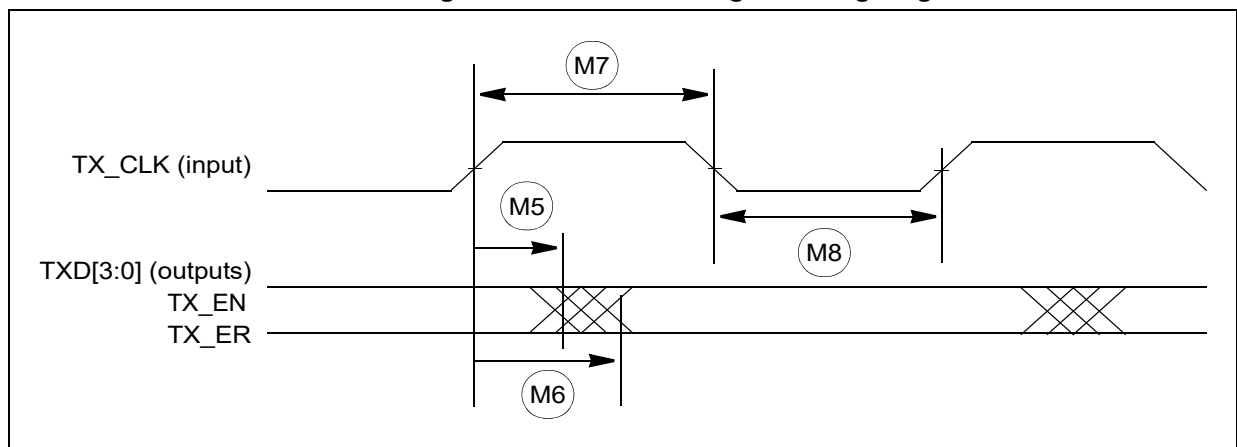 M7
TX_CLK (input)
M5
M8
TXD[3:0] (outputs)
TX_EN
TX_ER
M6